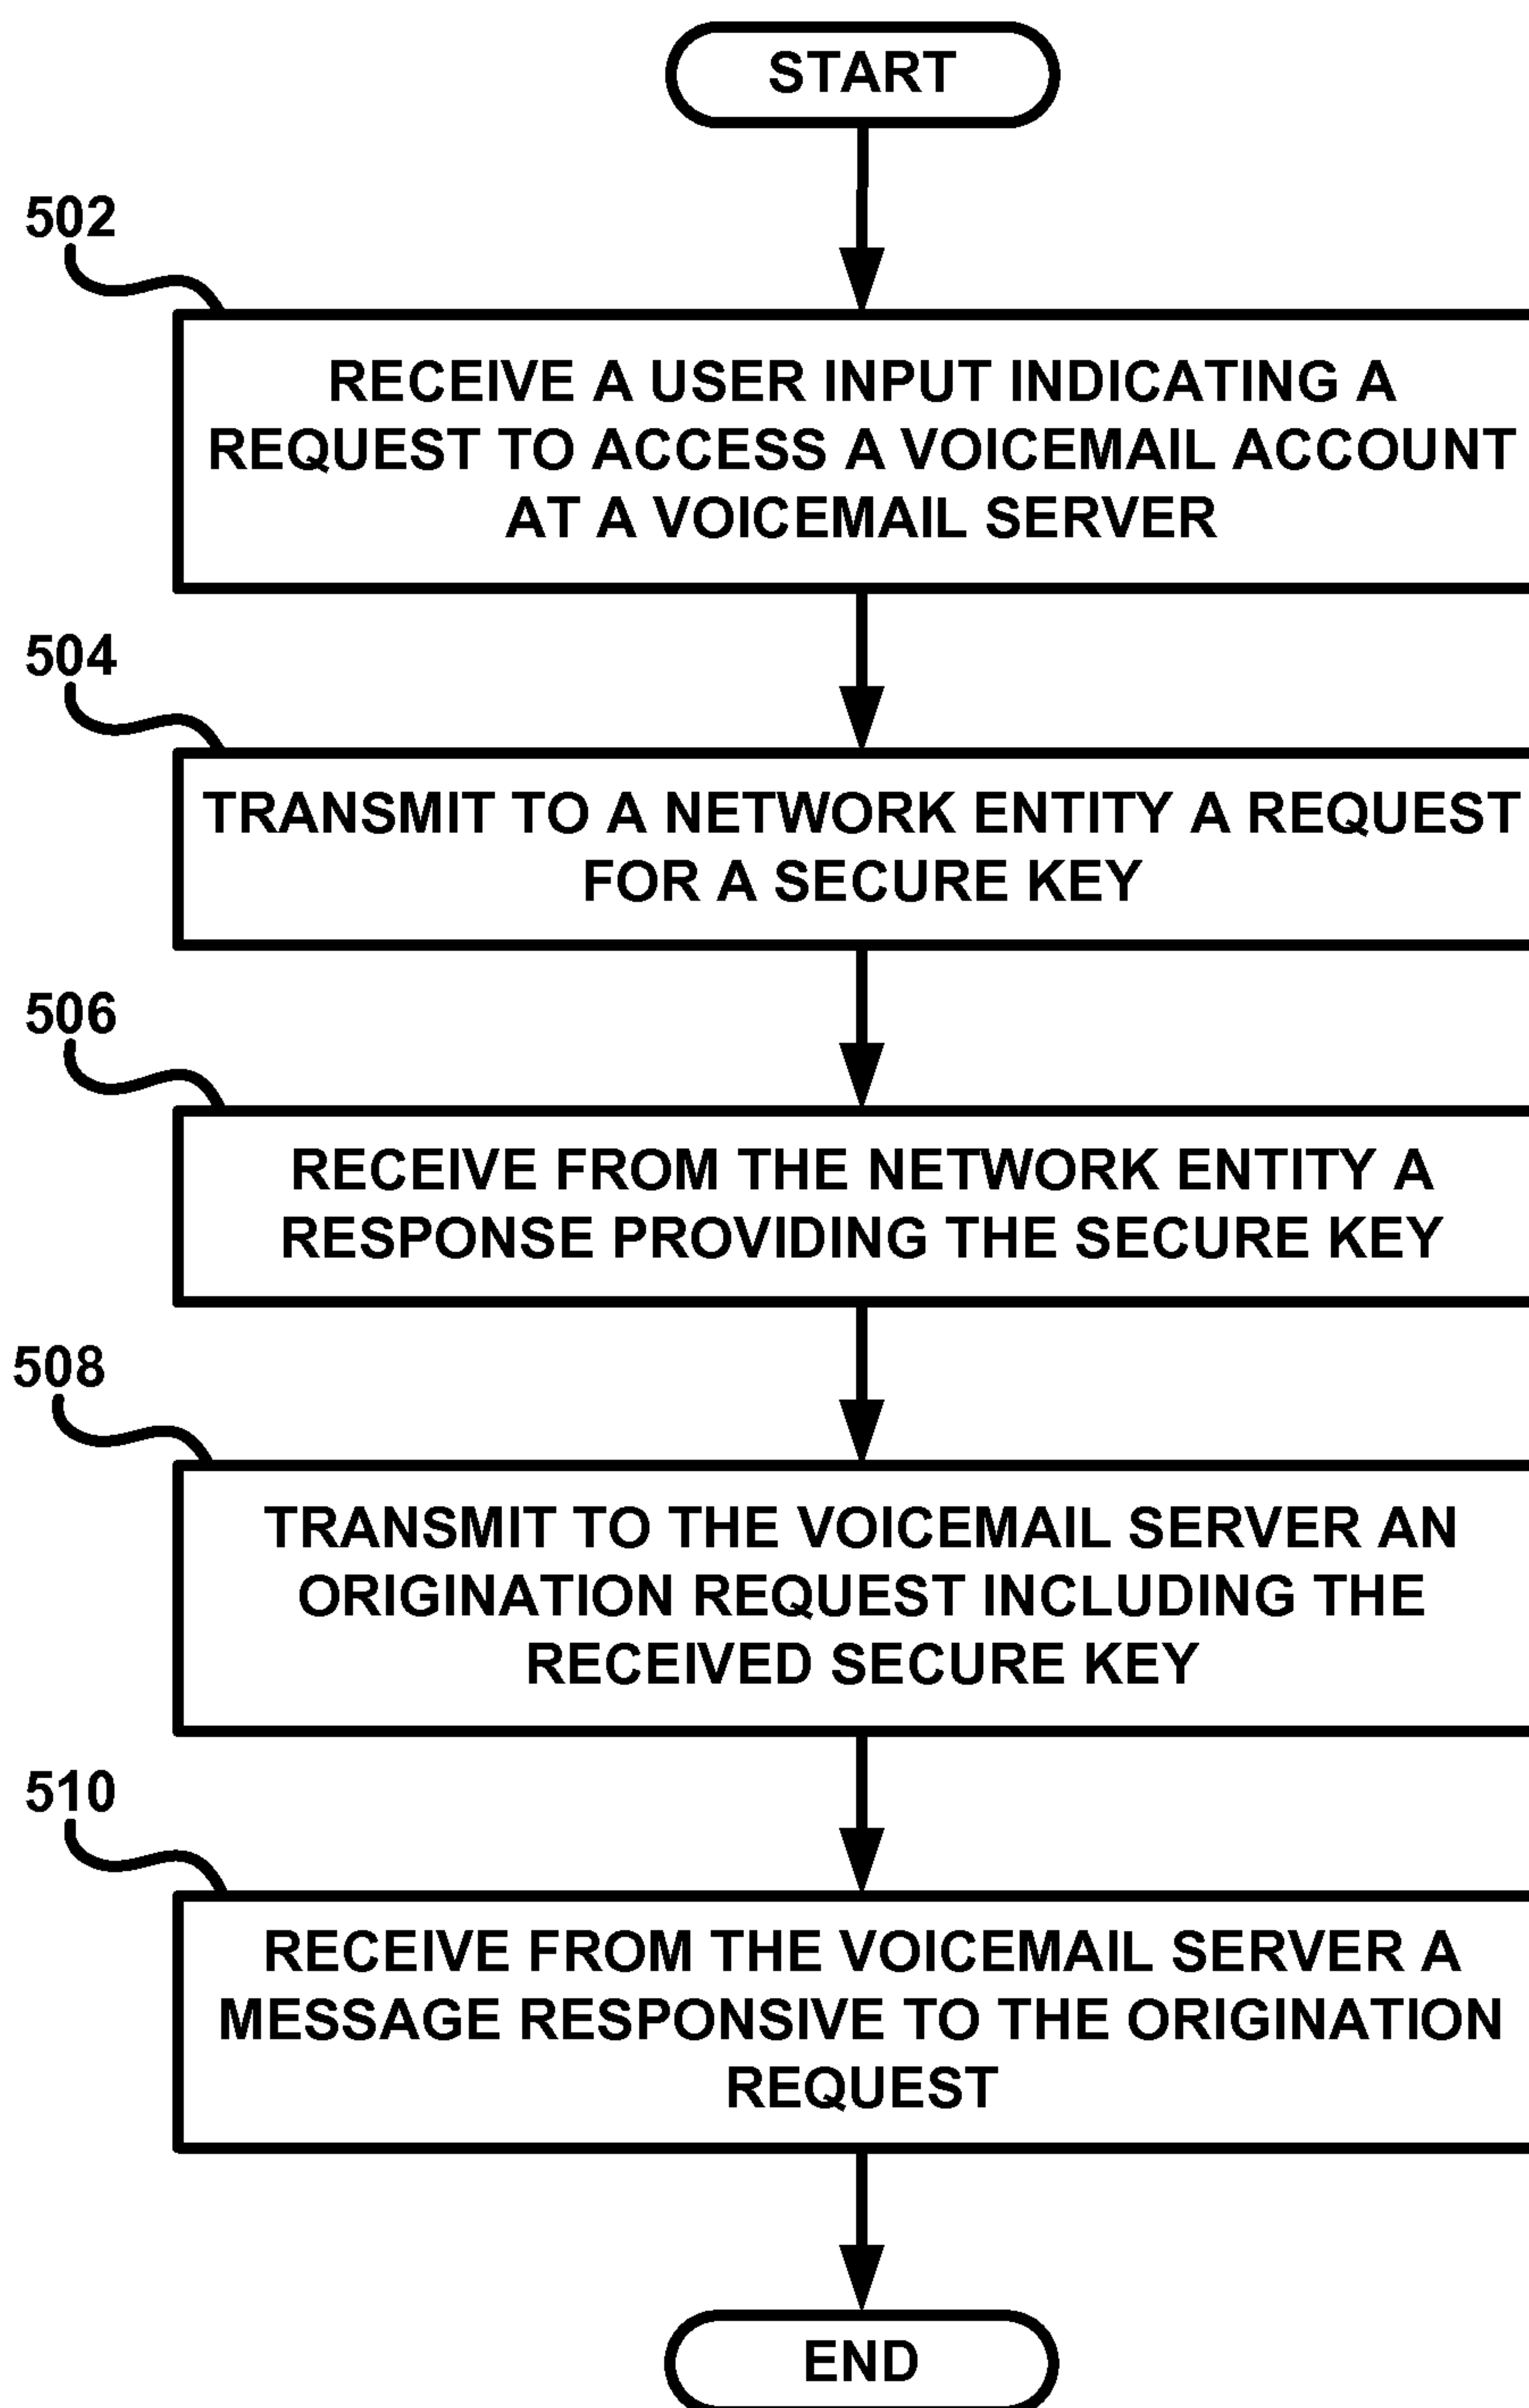 START
502
RECEIVE A USER INPUT INDICATING A
REQUEST TO ACCESS A VOICEMAIL ACCOUNT
AT A VOICEMAIL SERVER
504
TRANSMIT TO A NETWORK ENTITY A REQUEST
FOR A SECURE KEY
506
RECEIVE FROM THE NETWORK ENTITY A
RESPONSE PROVIDING THE SECURE KEY
508
TRANSMIT TO THE VOICEMAIL SERVER AN
ORIGINATION REQUEST INCLUDING THE
RECEIVED SECURE KEY
510
RECEIVE FROM THE VOICEMAIL SERVER A
MESSAGE RESPONSIVE TO THE ORIGINATION
REQUEST
END